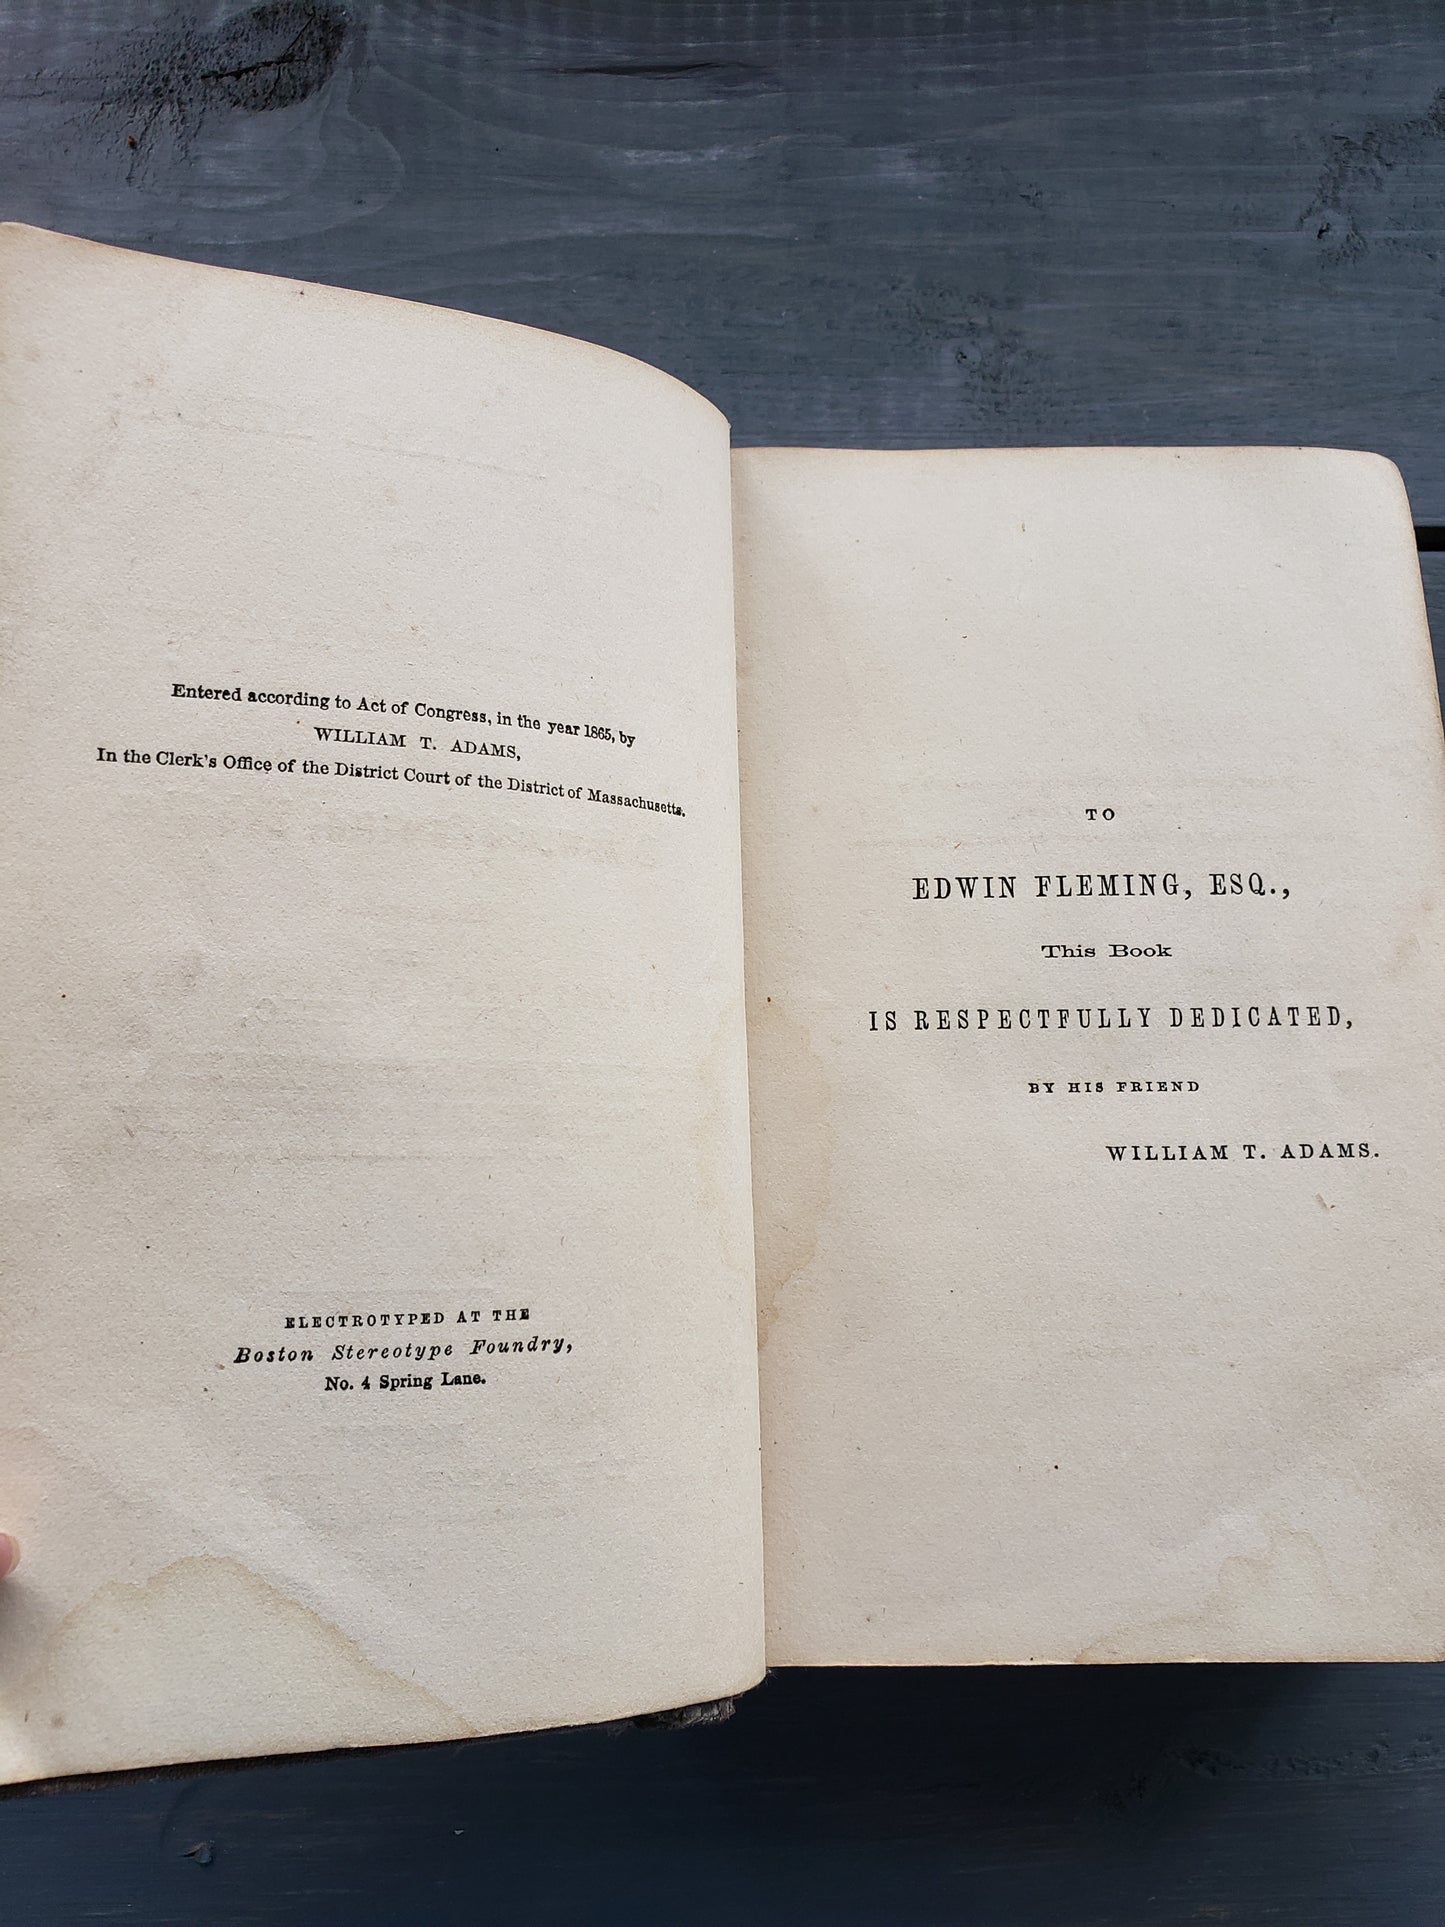 Entered according to Act of Congress, in the year 1865, by
WILLIAM T. ADAMS,
In the Clerk's Office of the District Court of the District of Massachusetts.
ELECTROTYPED AT THE
Boston Stereotype Foundry,
No. 4 Spring Lane.
TO
EDWIN FLEMING, ESQ.,
This Book
IS RESPECTFULLY DEDICATED,
BY HIS FRIEND
WILLIAM T. ADAMS.